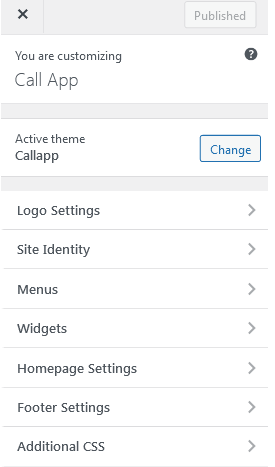 Published
You are customizing
Call App
Active theme
Callapp
Change
Logo Settings
Site Identity
Menus
Widgets
Homepage Settings
Footer Settings
Additional CSS